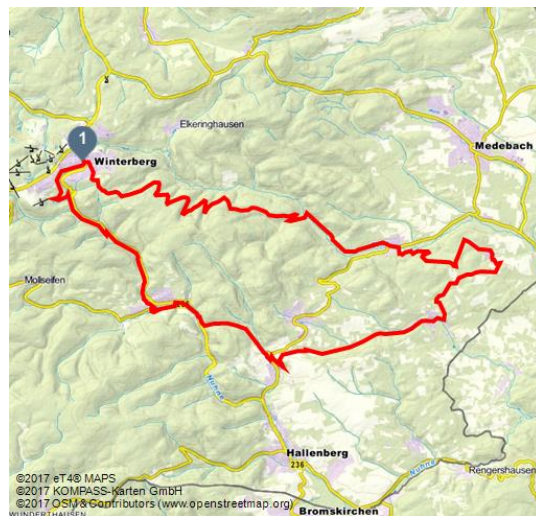 1
Winterberg
Elkeringhausen
Medebach
Mollseifen
Nuhne
Hallenberg
236
Nuhne
Rengershausen
Bromskirchen
WUNDERTHAUSEN
©2017 eT4® MAPS
©2017 KOMPASS-Karten GmbH
©2017 OSM & Contributors (www.openstreetmap.org)